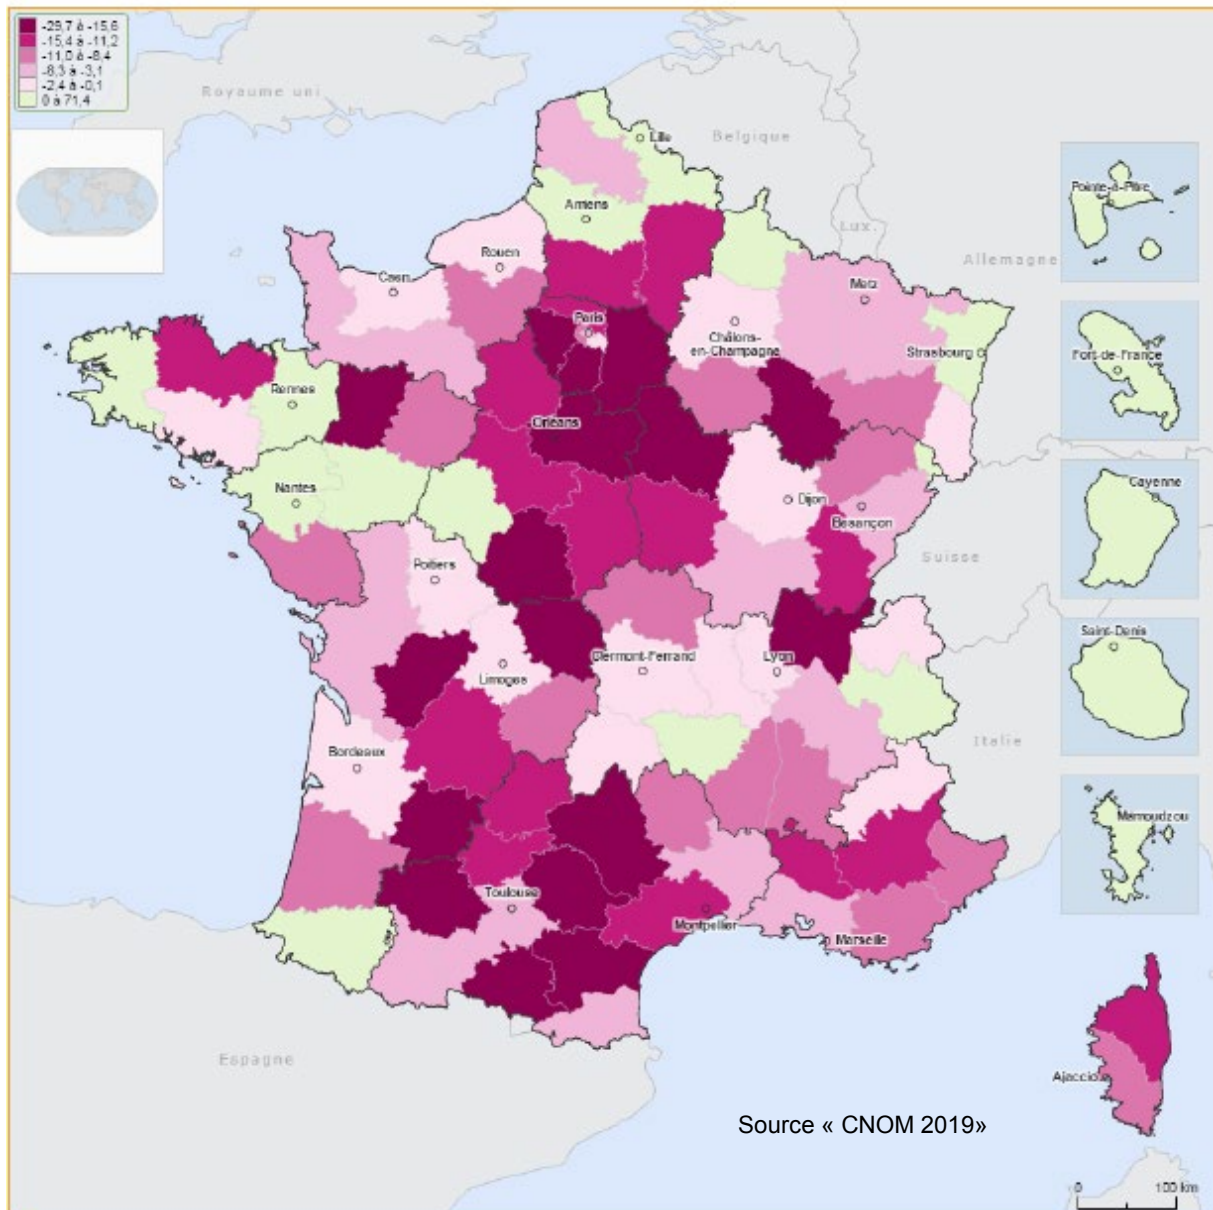 -29,7 à -15,6
-15,4 à -11,2
-11,0 à -8,4
-8,3 à -3,1
-2,4 à -0,1
0 à 71,4
Royaume uni
Lille
Belgique
Pointe-à-Pitre
Amiens
Lux.
Allemagne
Rouen
Caen
Metz
Paris
Châlons-
en-Champagne
Strasbourg
Fort-de-France
Rennes
Orléans
Nantes
Dijon
Besançon
Cayenne
Suisse
Poitiers
Saint-Denis
Clermont-Ferrand
Lyon
Limoges
Italie
Bordeaux
Mamoudzou
Toulouse
Montpellier
Marseille
Espagne
Ajaccio
Source « CNOM 2019»
0 100 km